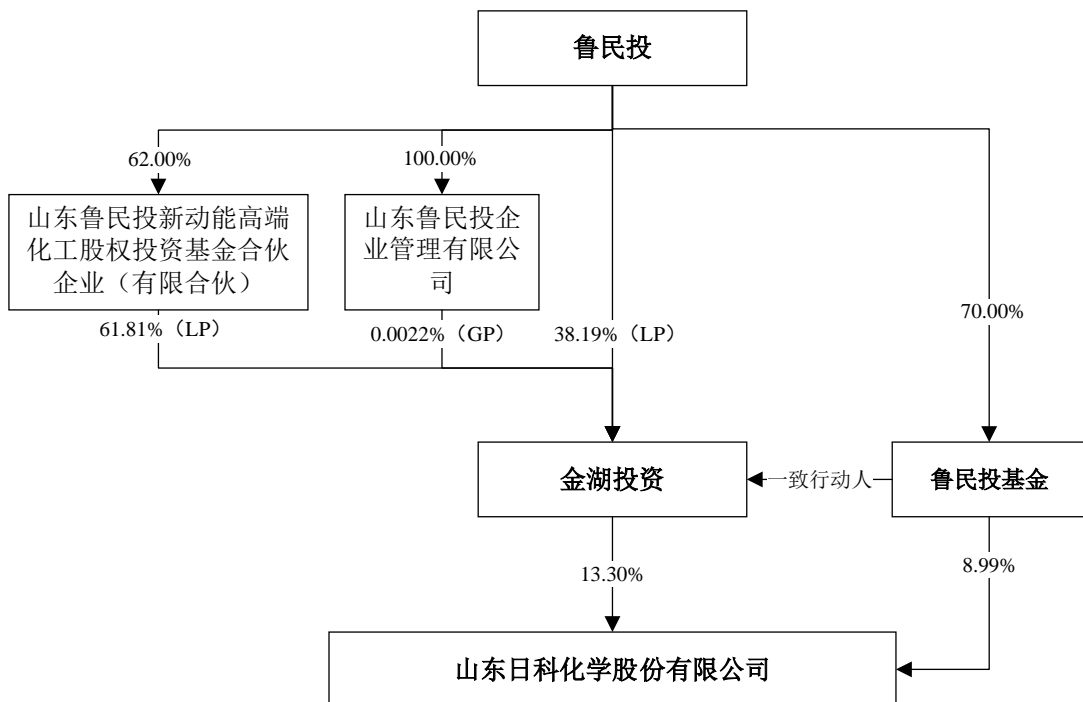 鲁民投
62.00%
100.00%
山东鲁民投新动能高端
化工股权投资基金合伙
企业（有限合伙）
山东鲁民投企
业管理有限公
司
70.00%
61.81%（LP）
0.0022%（GP）
38.19%（LP）
金湖投资
一致行动人
鲁民投基金
13.30%
8.99%
山东日科化学股份有限公司